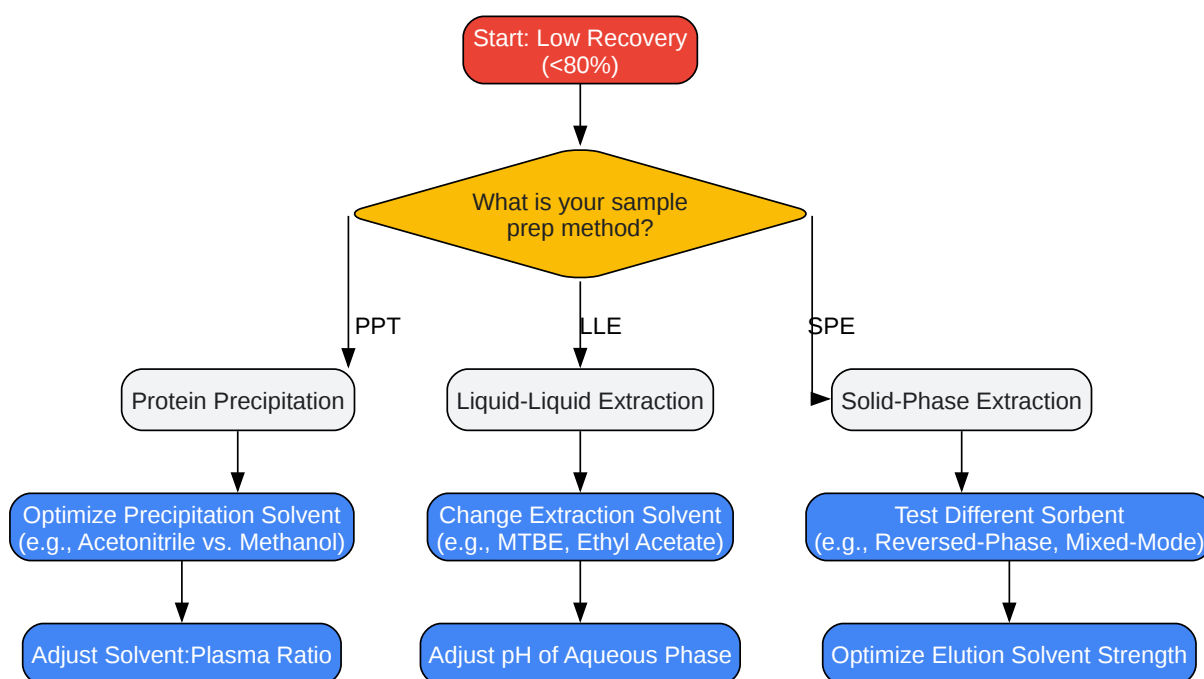 Start: Low Recovery
(<80%)
What is your sample
prep method?
PPT
LLE
SPE
Protein Precipitation
Liquid-Liquid Extraction
Solid-Phase Extraction
Optimize Precipitation Solvent
(e.g., Acetonitrile vs. Methanol)
Change Extraction Solvent
(e.g., MTBE, Ethyl Acetate)
Test Different Sorbent
(e.g., Reversed-Phase, Mixed-Mode)
Adjust Solvent:Plasma Ratio
Adjust pH of Aqueous Phase
Optimize Elution Solvent Strength